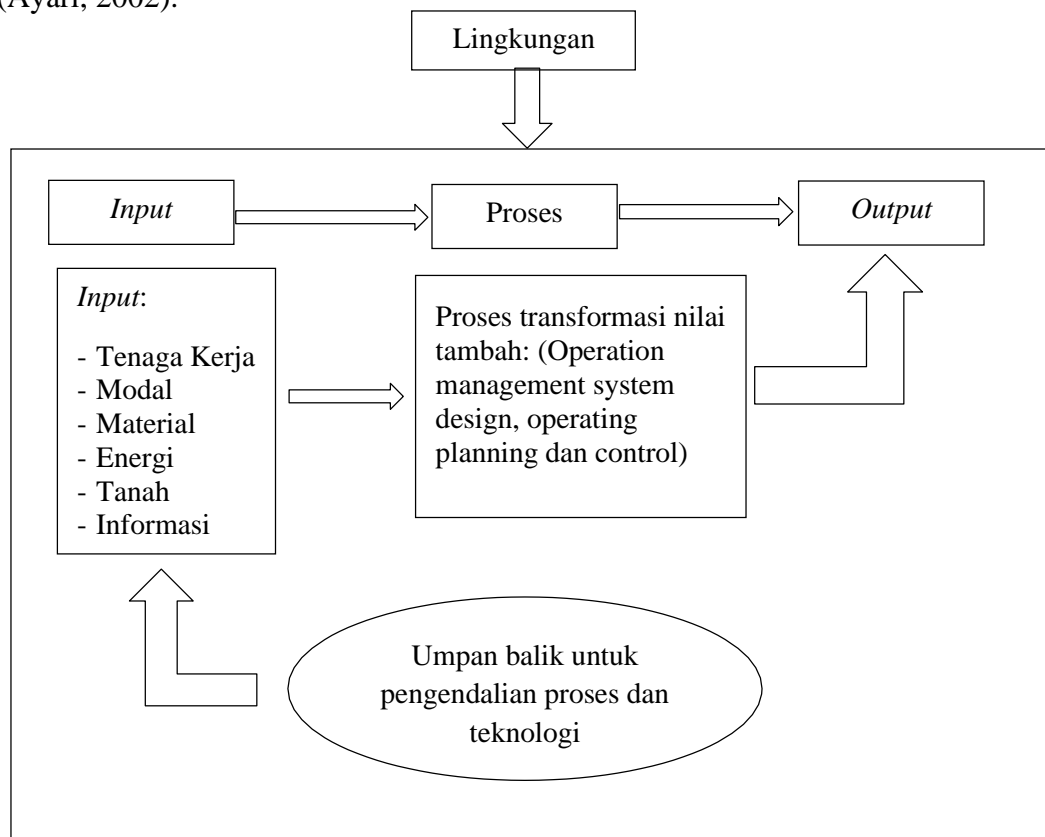 (Ayari, 2002).
Lingkungan
Input
Proses
Output
Input:
- Tenaga Kerja
- Modal
- Material
- Energi
- Tanah
- Informasi
Proses transformasi nilai
tambah: (Operation
management system
design, operating
planning dan control)
Umpan balik untuk
pengendalian proses dan
teknologi